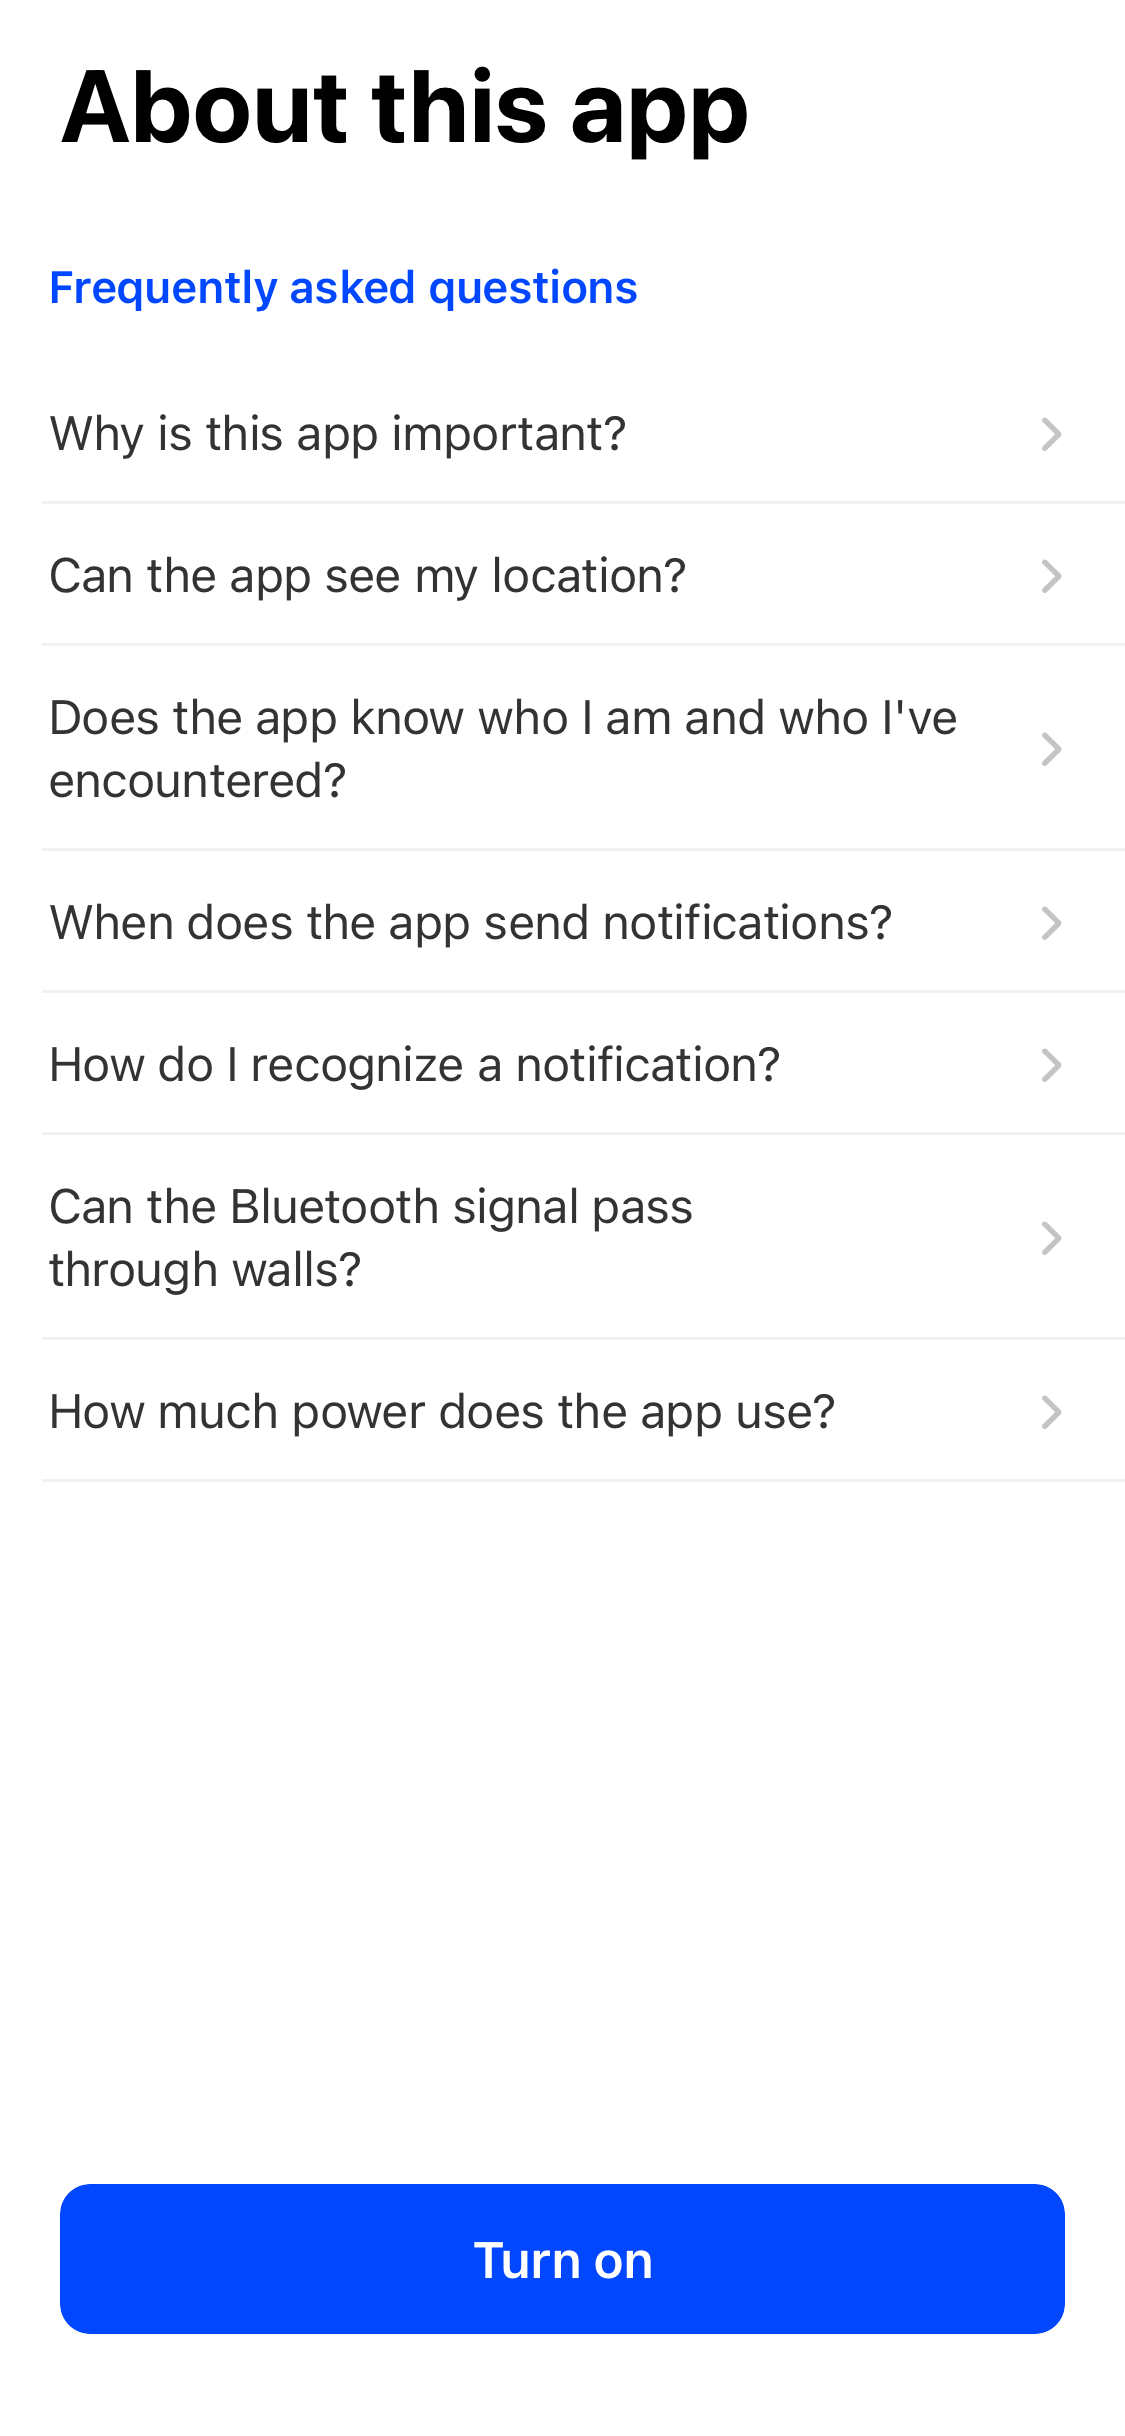 About this app
Frequently asked questions
Why is this app important?
Can the app see my location?
Does the app know who I am and who I've
encountered?
When does the app send notifications?
How do I recognize a notification?
Can the Bluetooth signal pass
through walls?
How much power does the app use?
Turn on